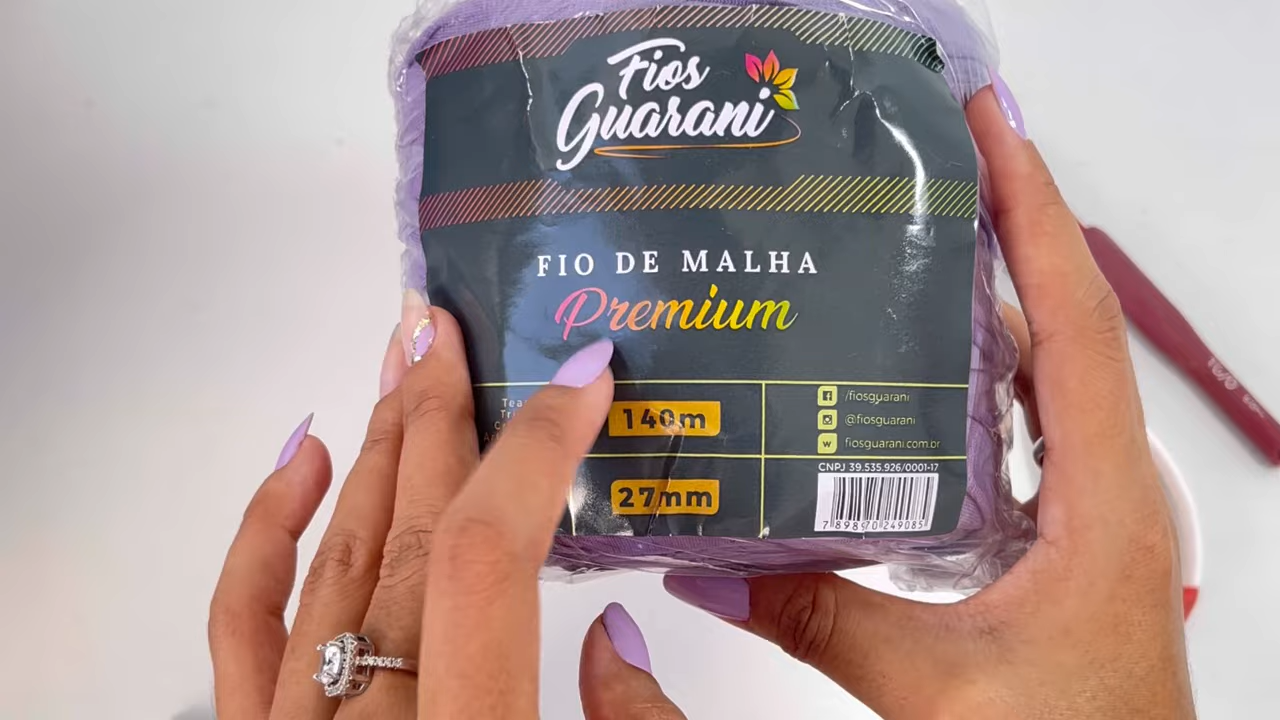 Fios
Guarani
FIO DE MALHA
Premium
140m
27mm
/fiosguarani
@fiosguarani
w
fiosguarani.com.br
CNPJ 39.535.926/0001-17